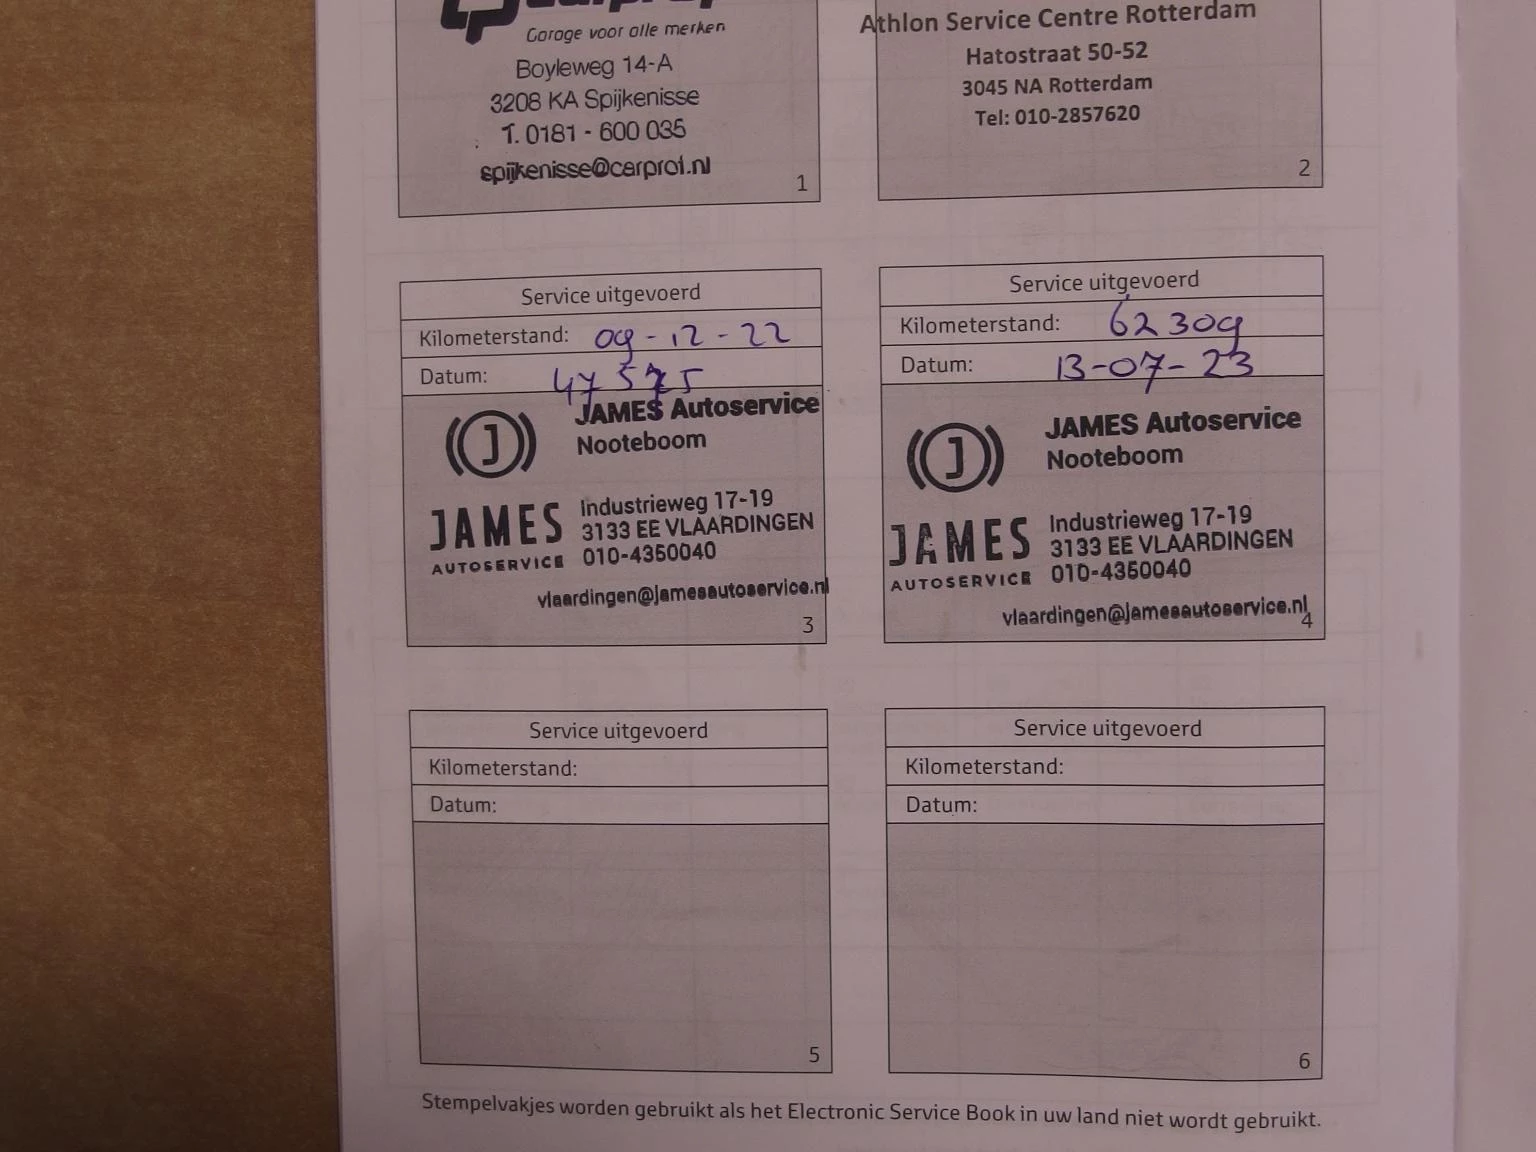 Garage voor alle merken
Boyleweg 14-A
3208 KA Spijkenisse
T. 0181 - 600 035
spijkenisse@carprof.nl
1
Athlon Service Centre Rotterdam
Hatostraat 50-52
3045 NA Rotterdam
Tel: 010-2857620
2
Service uitgevoerd
Kilometerstand: 09-12-22
Datum: 47 575
JAMES Autoservice
Nooteboom
J
JAMES
AUTOSERVICE
Industrieweg 17-19
3133 EE VLAARDINGEN
010-4350040
vlaardingen@jamesautoservice.nl
3
Service uitgevoerd
Kilometerstand: 62309
Datum: 13-07-23
JAMES Autoservice
Nooteboom
J
JAMES
AUTOSERVICE
Industrieweg 17-19
3133 EE VLAARDINGEN
010-4350040
vlaardingen@jamesautoservice.nl
4
Service uitgevoerd
Kilometerstand:
Datum:
5
Service uitgevoerd
Kilometerstand:
Datum:
6
Stempelvakjes worden gebruikt als het Electronic Service Book in uw land niet wordt gebruikt.